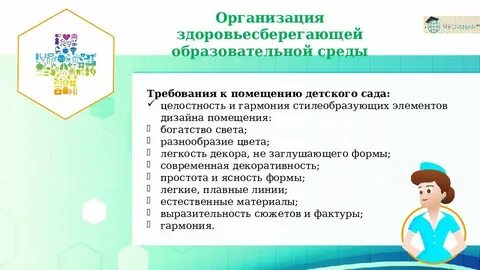 Организация
здоровьесберегающей
образовательной среды
Требования к помещению детского сада:
целостность и гармония стилеобразующих элементов
дизайна помещения:
богатство света;
разнообразие цвета;
легкость декора, не заглушающего формы;
современная декоративность;
простота и ясность формы;
легкие, плавные линии;
естественные материалы;
выразительность сюжетов и фактуры;
гармония.